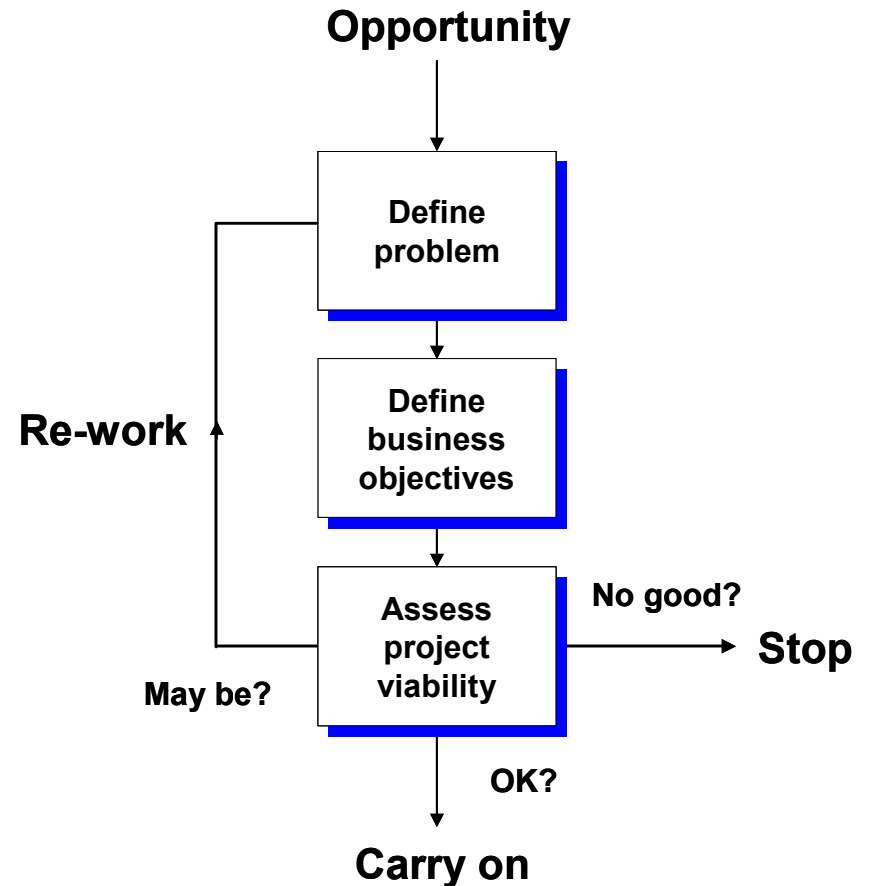 Opportunity
Define
problem
Define
business
objectives
Re-work
Assess
project
viability
No good?
Stop
May be?
OK?
Carry on